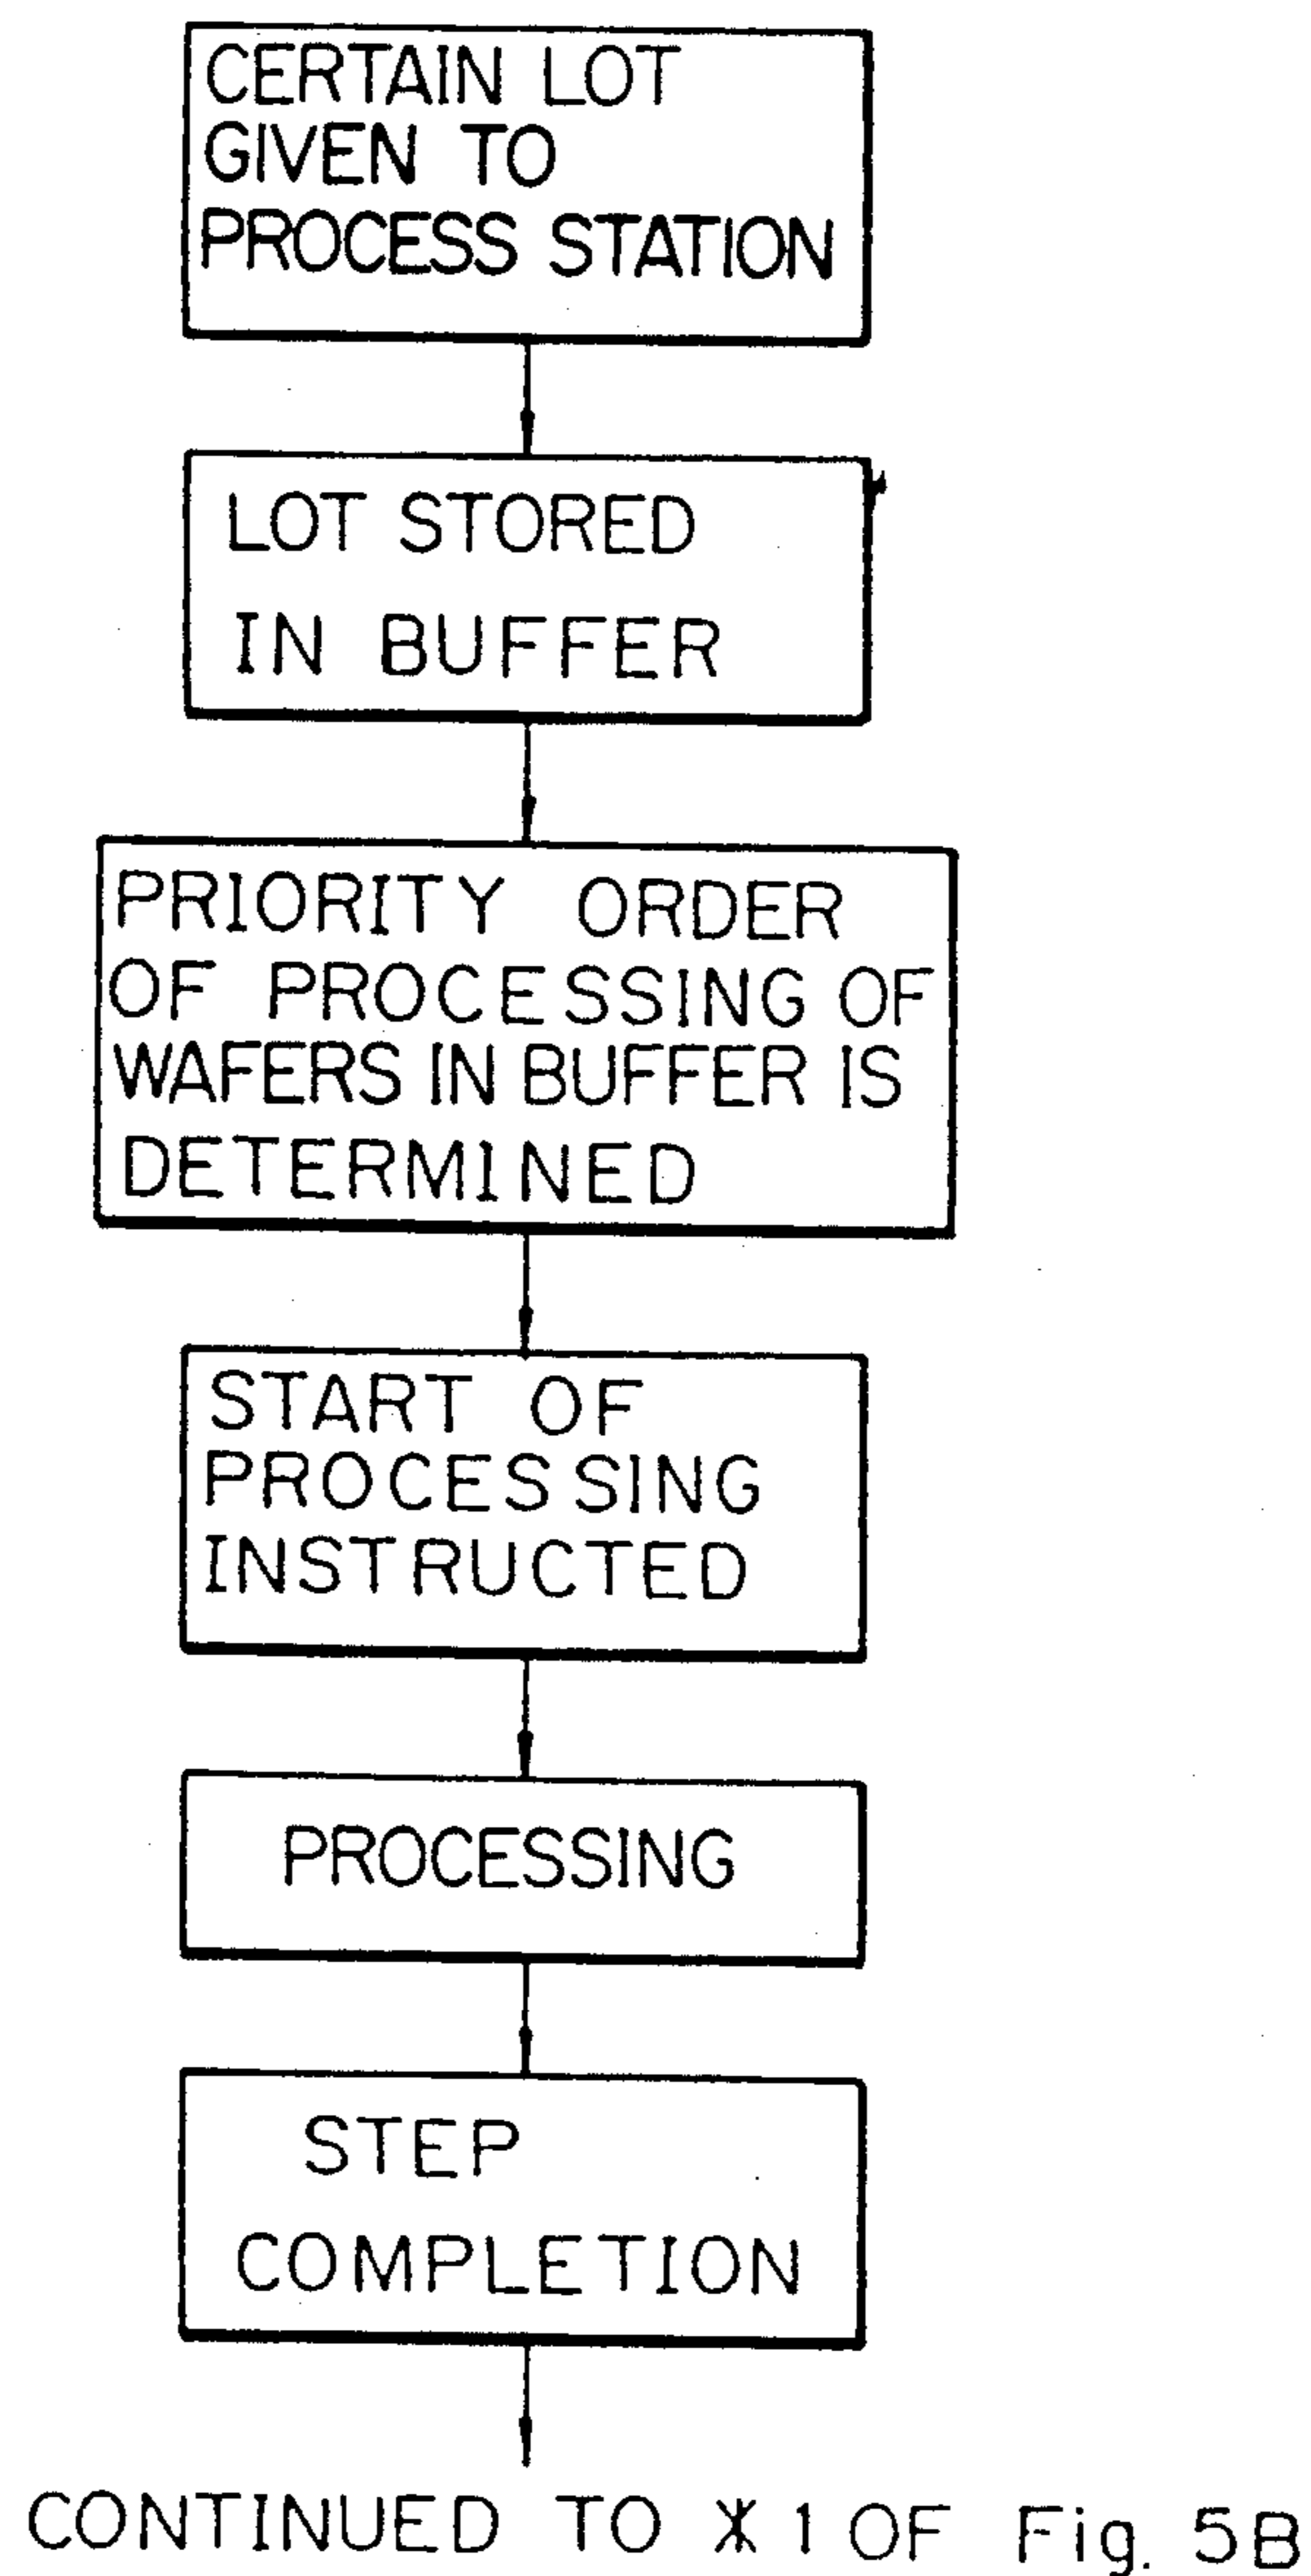 CERTAIN LOT
GIVEN TO
PROCESS STATION
LOT STORED
IN BUFFER
PRIORITY ORDER
OF PROCESSING OF
WAFERS IN BUFFER IS
DETERMINED
START OF
PROCESSING
INSTRUCTED
PROCESSING
STEP
COMPLETION
CONTINUED TO * 1 OF Fig. 5B